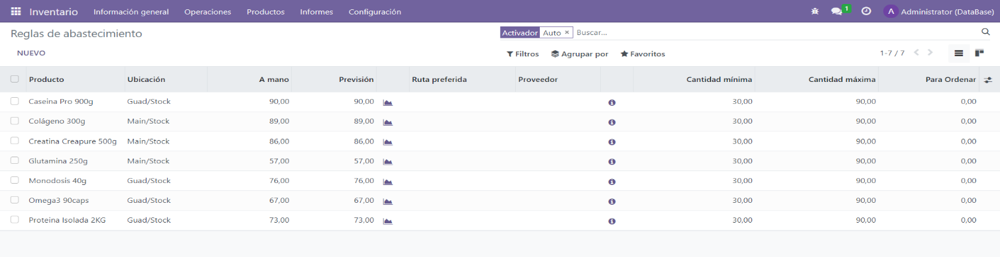 Inventario Información general Operaciones Productos Informes Configuración 1 A Administrator (DataBase)
Reglas de abastecimiento Activador Auto × Buscar...
NUEVO Filtros Agrupar por Favoritos 1-7 / 7
Producto Ubicación A mano Previsión Ruta preferida Proveedor Cantidad mínima Cantidad máxima Para Ordenar
Caseina Pro 900g Guad/Stock 90,00 90,00 30,00 90,00 0,00
Colágeno 300g Main/Stock 89,00 89,00 30,00 90,00 0,00
Creatina Creapure 500g Main/Stock 86,00 86,00 30,00 90,00 0,00
Glutamina 250g Main/Stock 57,00 57,00 30,00 90,00 0,00
Monodosis 40g Guad/Stock 76,00 76,00 30,00 90,00 0,00
Omega3 90caps Guad/Stock 67,00 67,00 30,00 90,00 0,00
Proteina Isolada 2KG Guad/Stock 73,00 73,00 30,00 90,00 0,00